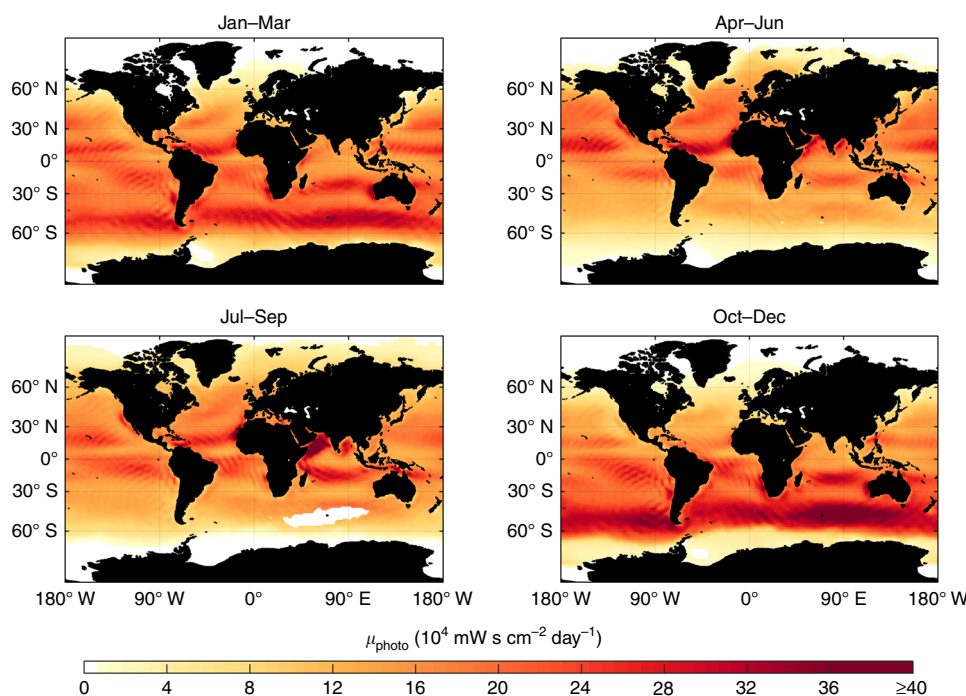 Jan–Mar
Apr–Jun
60° N
30° N
0°
30° S
60° S
60° N
30° N
0°
30° S
60° S
Jul–Sep
Oct–Dec
60° N
30° N
0°
30° S
60° S
60° N
30° N
0°
30° S
60° S
180° W
90° W
0°
90° E
180° W
180° W
90° W
0°
90° E
180° W
μphoto (10⁴ mW s cm⁻² day⁻¹)
0 4 8 12 16 20 24 28 32 36 ≥40